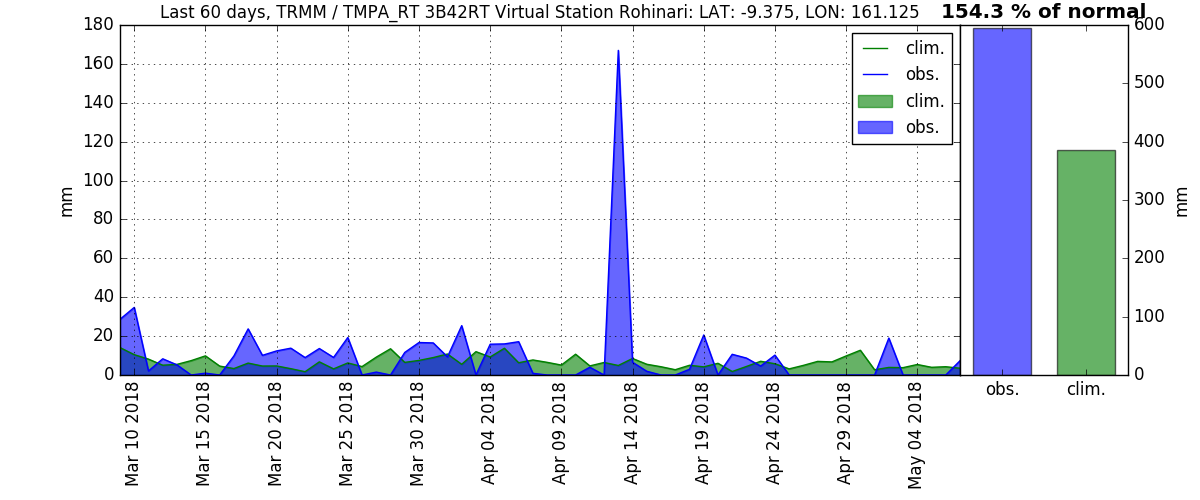 Last 60 days, TRMM / TMPA_RT 3B42RT Virtual Station Rohinari: LAT: -9.375, LON: 161.125
154.3 % of normal
180
160
140
120
100
80
60
40
20
0
mm
clim.
obs.
clim.
obs.
Mar 10 2018
Mar 15 2018
Mar 20 2018
Mar 25 2018
Mar 30 2018
Apr 04 2018
Apr 09 2018
Apr 14 2018
Apr 19 2018
Apr 24 2018
Apr 29 2018
May 04 2018
600
500
400
300
200
100
0
mm
obs.
clim.